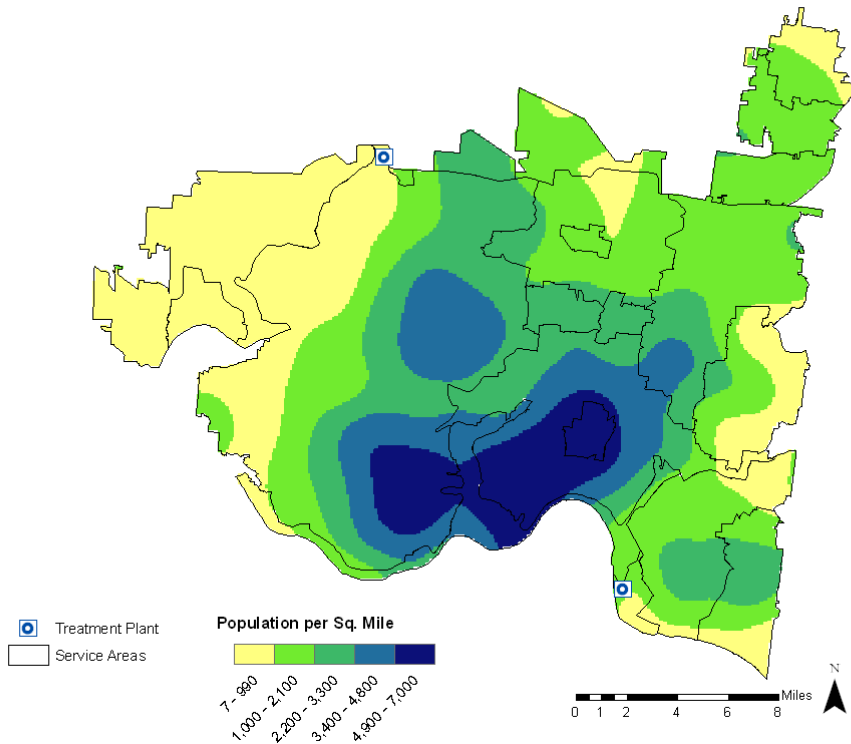 Treatment Plant
Service Areas
Population per Sq. Mile
7 - 990
1,000 - 2,100
2,200 - 3,300
3,400 - 4,800
4,900 - 7,000
N
Miles
0 1 2 4 6 8